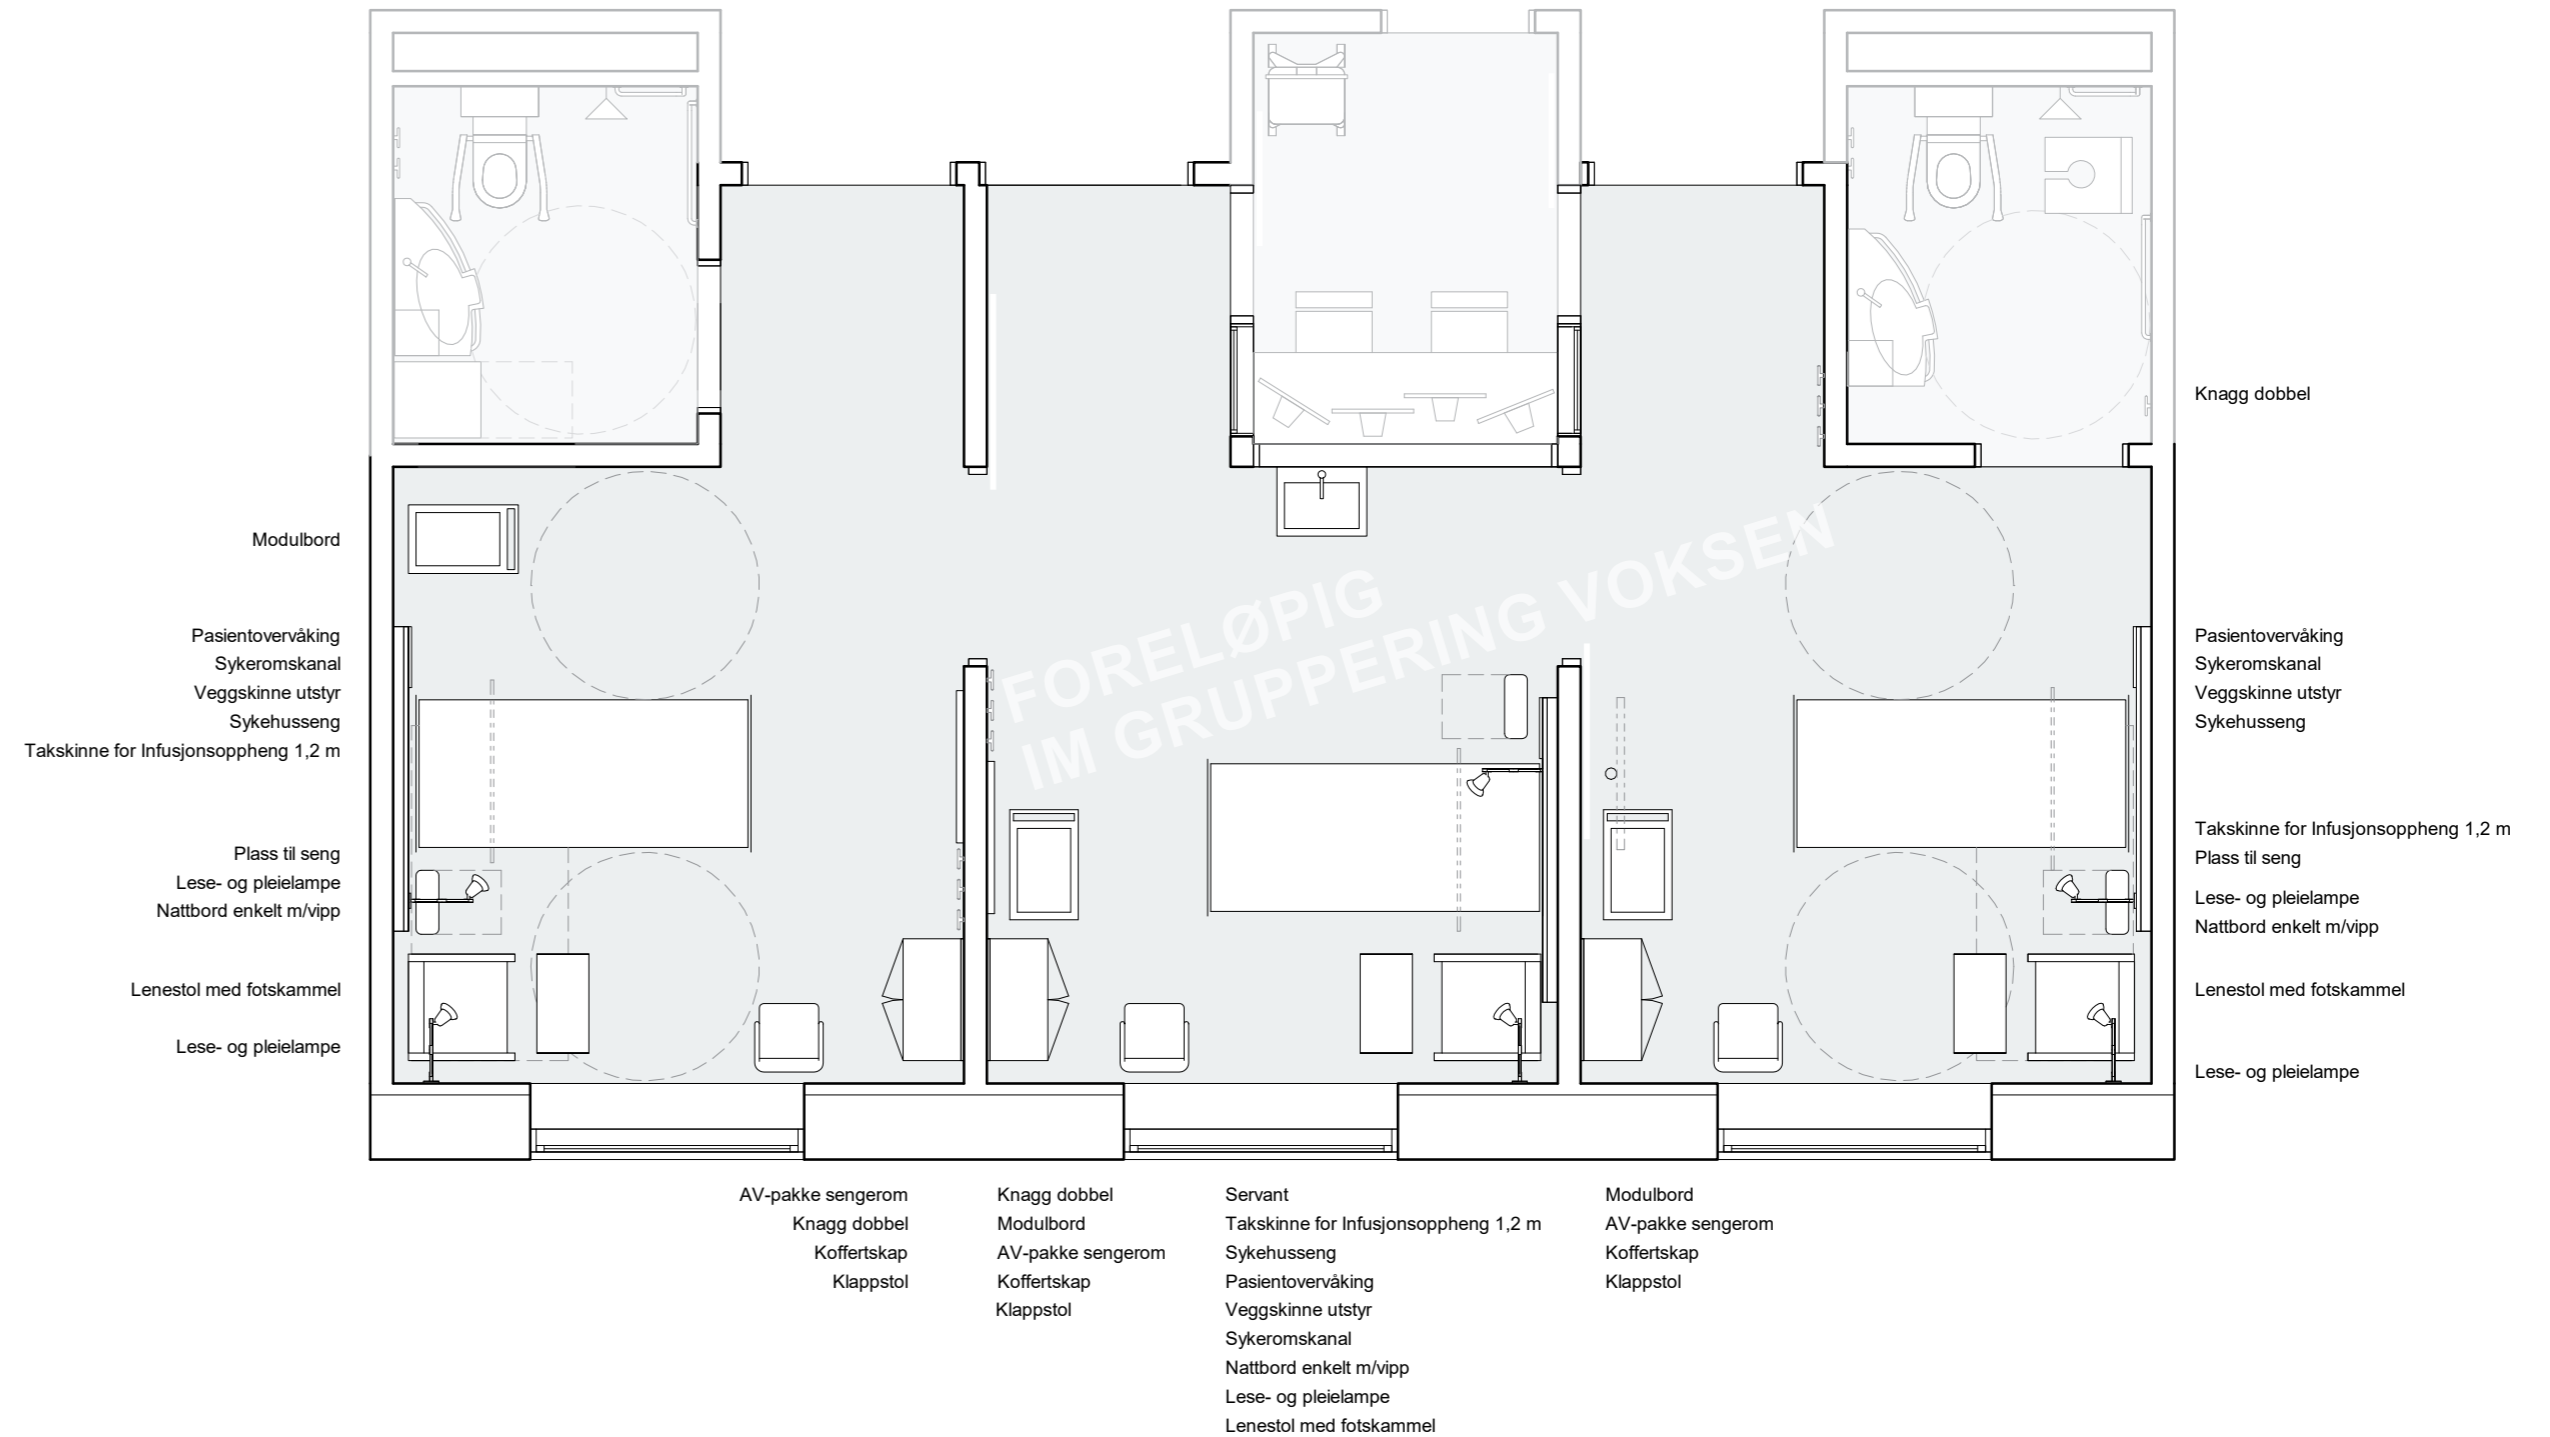 Knagg dobbel
Modulbord
FORELØPIG
IM GRUPPERING VOKSEN
Pasientovervåking
Sykeromskanal
Veggskinne utstyr
Sykehusseng
Takskinne for Infusjonsoppheng 1,2 m
Plass til seng
Lese- og pleielampe
Nattbord enkelt m/vipp
Lenestol med fotskammel
Lese- og pleielampe
Pasientovervåking
Sykeromskanal
Veggskinne utstyr
Sykehusseng
Takskinne for Infusjonsoppheng 1,2 m
Plass til seng
Lese- og pleielampe
Nattbord enkelt m/vipp
Lenestol med fotskammel
Lese- og pleielampe
AV-pakke sengerom
Knagg dobbel
Koffertskap
Klappstol
Knagg dobbel
Modulbord
AV-pakke sengerom
Koffertskap
Klappstol
Servant
Takskinne for Infusjonsoppheng 1,2 m
Sykehusseng
Pasientovervåking
Veggskinne utstyr
Sykeromskanal
Nattbord enkelt m/vipp
Lese- og pleielampe
Lenestol med fotskammel
Modulbord
AV-pakke sengerom
Koffertskap
Klappstol